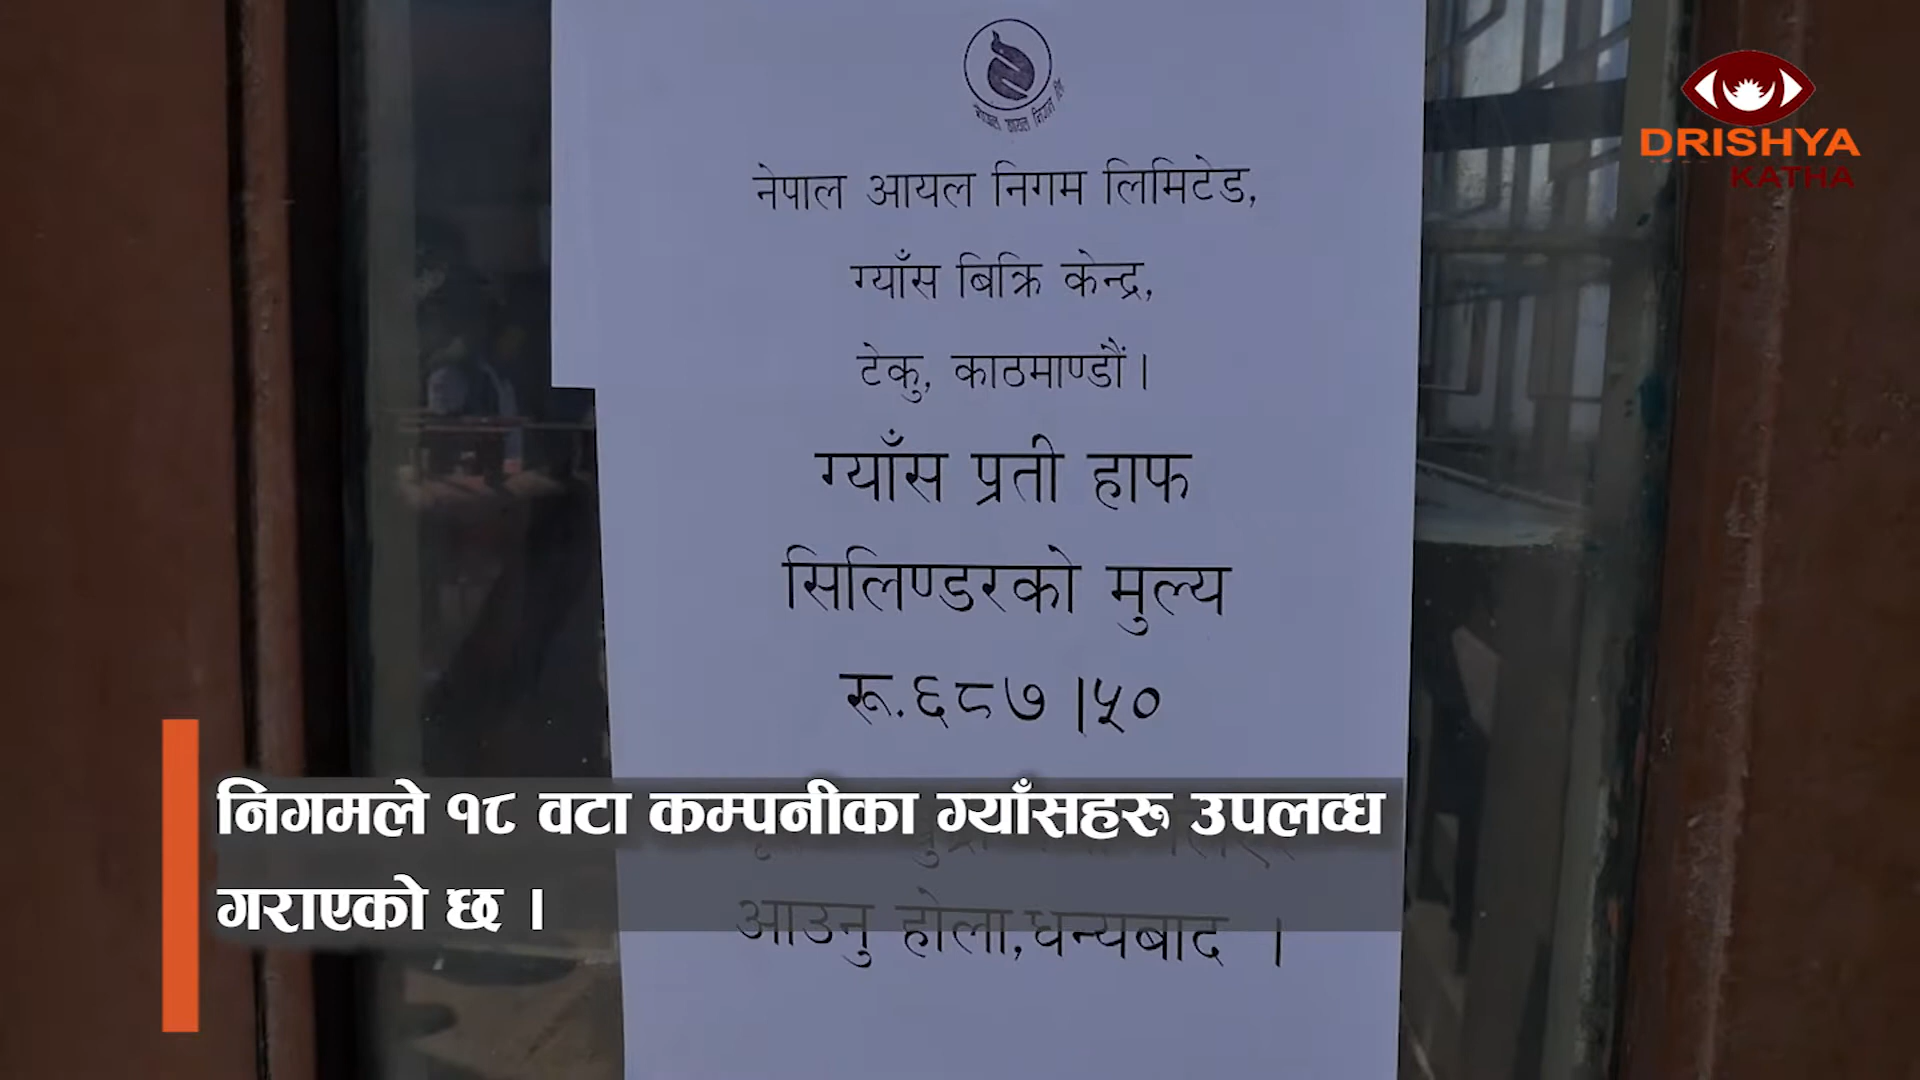 नेपाल आयल निगम लिमिटेड,
ग्याँस बिक्रि केन्द्र,
टेकु, काठमाण्डौं।
ग्याँस प्रती हाफ
सिलिण्डरको मुल्य
रू.६८७।५०
आउनु होला,धन्यबाद ।
निगमले १८ वटा कम्पनीका ग्याँसहरु उपलव्ध
गराएको छ ।
DRISHYA
KATHA